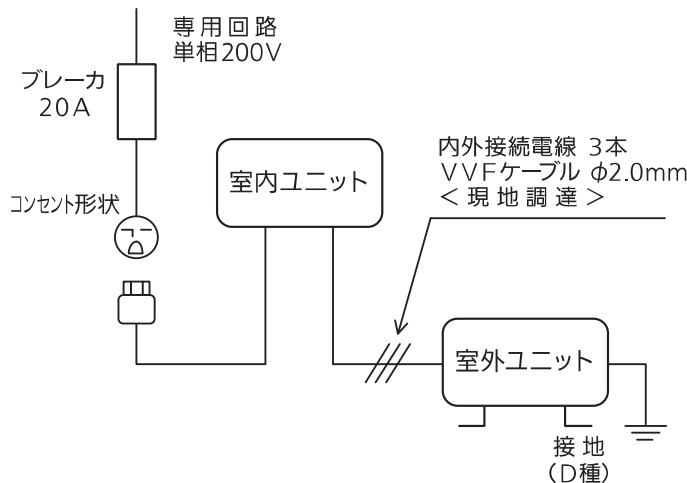 専用回路
単相200V
ブレーカ
20A
コンセント形状
室内ユニット
内外接続電線 3本
VVFケーブル φ2.0mm
<現地調達>
室外ユニット
接地
(D種)